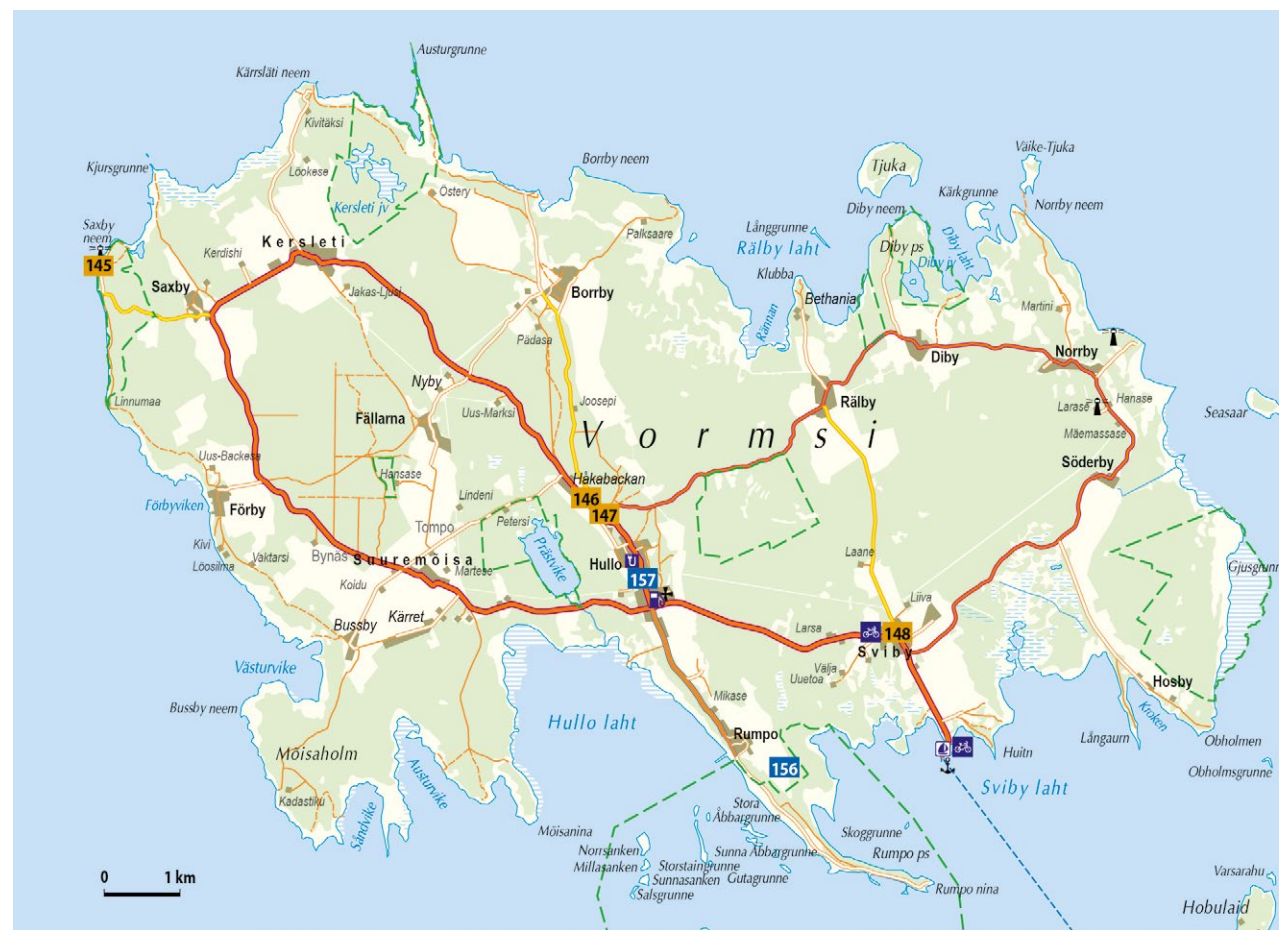 Austurgrunne
Kärrsläti neem
Kivitäksi
Borrby neem
Väike-Tjuka
Kjursgrunne
Löökese
Tjuka
Kärkgrunne
Östery
Kersleti jv
Diby neem
Norrby neem
Saxby
neem
Långgrunne
Palksaare
Kersleti
Rälby laht
Diby ps
Diby laht
Diby jv
Kerdishi
145
Klubba
Saxby
Jakas-Ljusi
Borrby
Bethania
Martini
Rännan
Pädasa
Diby
Norrby
Nyby
Linnumaa
Rälby
Larase
Hanase
Joosepi
Uus-Marksi
Seasaar
Fällarna
Vormsi
Mäemassase
Uus-Backesa
Söderby
Hansase
Håkabackan
146
Förbyviken
Förby
Lindeni
147
Petersi
Tompo
Kivi
Bynäs
Prästvike
Löösilma
Vaktarsi
Suuremõisa
Hullo
Laane
Gjusgrunn
Koidu
Martese
157
Liiva
Kärret
Bussby
Larsa
148
Sviby
Västurvike
Välja
Uuetoa
Hosby
Mikase
Kroken
Bussby neem
Hullo laht
Rumpo
Långaurn
Obholmen
Mõisaholm
Huitn
Austurvike
156
Obholmsgrunne
Sviby laht
Kadastiku
Såndvike
Stora
Åbbargrunne
Mõisanina
Skoggrunne
Norrsanken
Sunna Åbbargrunne
Rumpo ps
Millasanken
Storstaingrunne
Sunnasanken
Gutagrunne
Salsgrunne
Rumpo nina
Varsarahu
0 1 km
Hobulaid